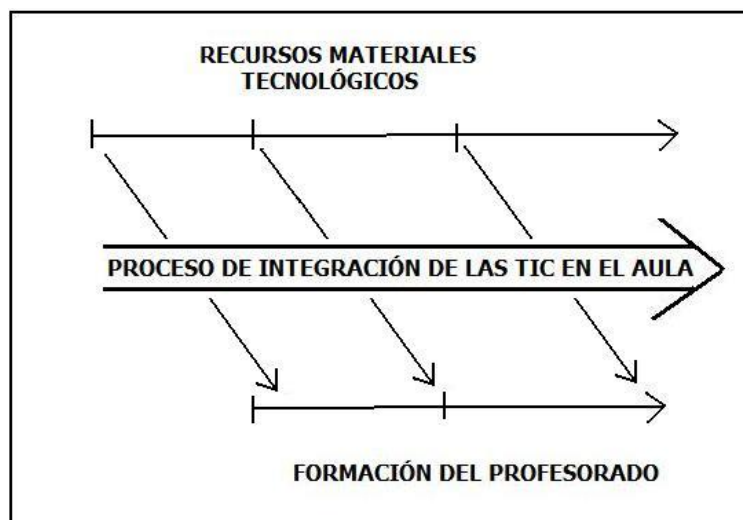 RECURSOS MATERIALES
TECNOLÓGICOS
PROCESO DE INTEGRACIÓN DE LAS TIC EN EL AULA
FORMACIÓN DEL PROFESORADO